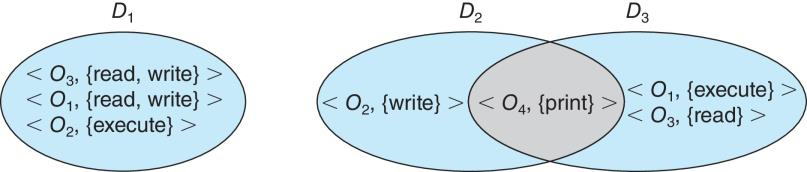 D1
< O3, {read, write} >
< O1, {read, write} >
< O2, {execute} >
D2
D3
< O2, {write} >
< O4, {print} >
< O1, {execute} >
< O3, {read} >